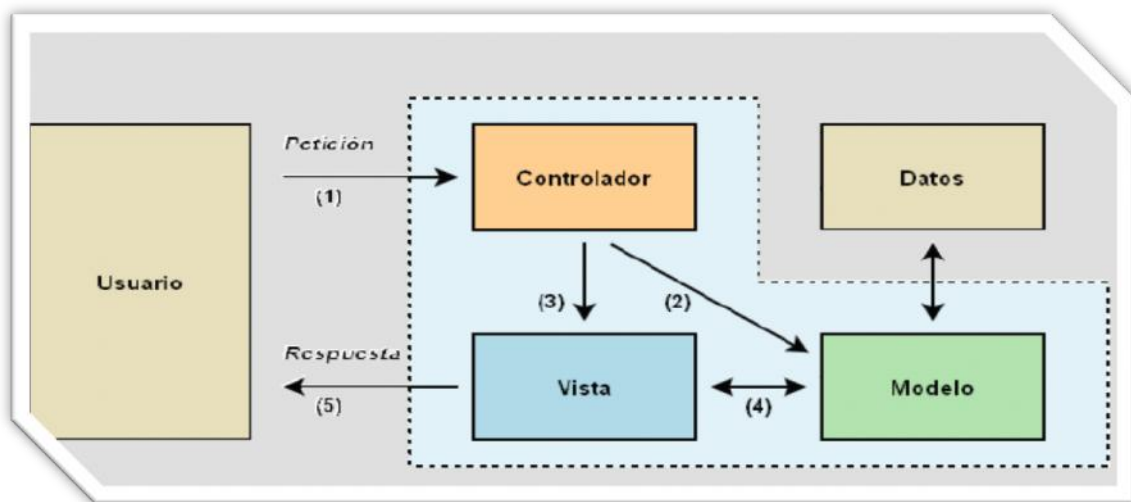 Petición
(1)
Controlador
Datos
Usuario
(3)
(2)
Respuesta
(5)
Vista
(4)
Modelo